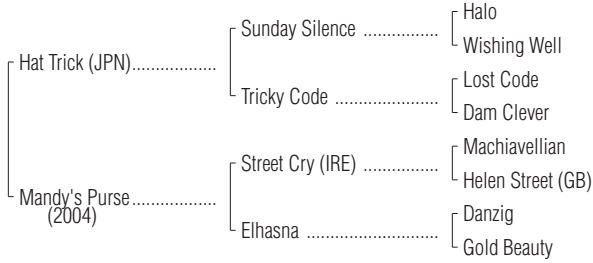 Halo
Sunday Silence ................
Wishing Well
Hat Trick (JPN)..................
Lost Code
Tricky Code ......................
Dam Clever
Machiavellian
Street Cry (IRE) ................
Helen Street (GB)
Mandy's Purse..................
(2004)
Danzig
Elhasna ............................
Gold Beauty